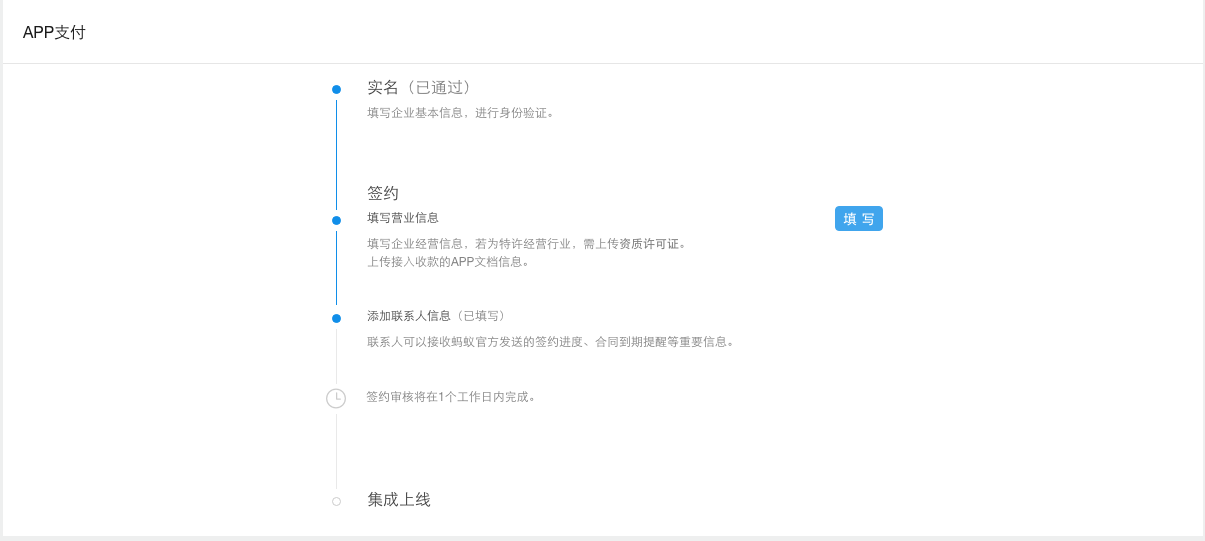 APP支付
实名（已通过）
填写企业基本信息，进行身份验证。
签约
填写营业信息
填 写
填写企业经营信息，若为特许经营行业，需上传资质许可证。
上传接入收款的APP文档信息。
添加联系人信息（已填写）
联系人可以接收蚂蚁官方发送的签约进度、合同到期提醒等重要信息。
签约审核将在1个工作日内完成。
集成上线